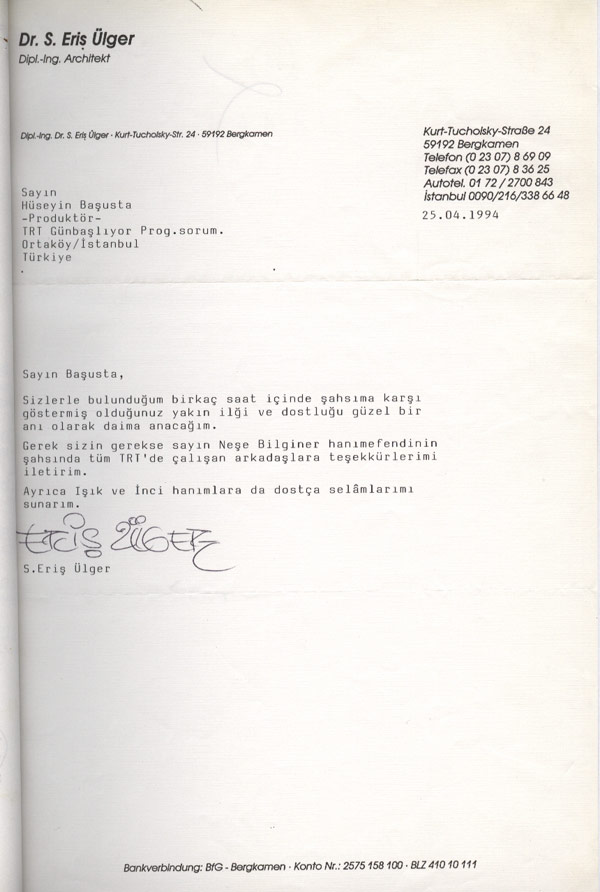 Dr. S. Eriş Ülger
Dipl.-Ing. Architekt
Dipl.-Ing. Dr. S. Eriş Ülger · Kurt-Tucholsky-Str. 24 · 59192 Bergkamen
Kurt-Tucholsky-Straße 24
59192 Bergkamen
Telefon (0 23 07) 8 69 09
Telefax (0 23 07) 8 36 25
Autotel. 01 72 / 2700 843
İstanbul 0090/216/338 66 48
25.04.1994
Sayın
Hüseyin Başusta
-Produktör-
TRT Günbaşlıyor Prog.sorum.
Ortaköy/İstanbul
Türkiye
Sayın Başusta,
Sizlerle bulunduğum birkaç saat içinde şahsıma karşı
göstermiş olduğunuz yakın ilği ve dostluğu güzel bir
anı olarak daima anacağım.
Gerek sizin gerekse sayın Neşe Bilginer hanımefendinin
şahsında tüm TRT'de çalışan arkadaşlara teşekkürlerimi
iletirim.
Ayrıca Işık ve İnci hanımlara da dostça selâmlarımı
sunarım.
Eriş Ülger
S.Eriş Ülger
Bankverbindung: BfG - Bergkamen · Konto Nr.: 2575 158 100 · BLZ 410 10 111